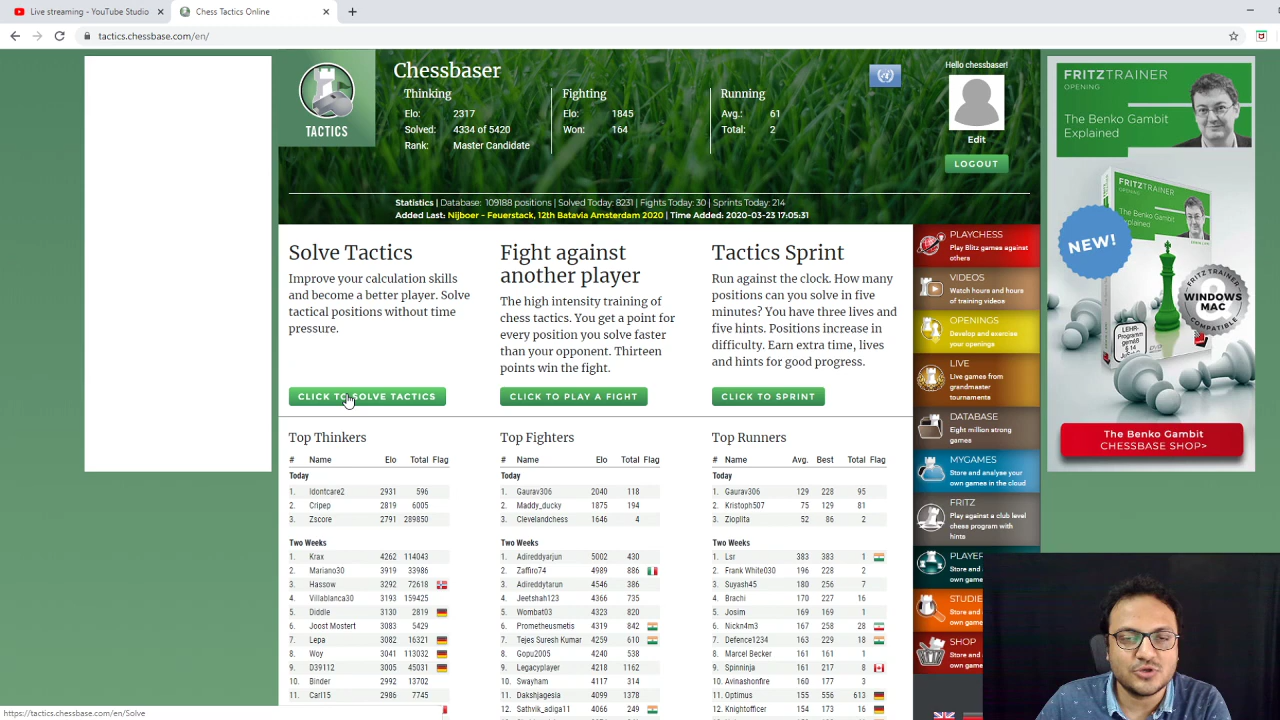 Live streaming - YouTube Studio
Chess Tactics Online
tactics.chessbase.com/en/
TACTICS
Chessbaser
Thinking
Elo: 2317
Solved: 4334 of 5420
Rank: Master Candidate
Fighting
Elo: 1845
Won: 164
Running
Avg.: 61
Total: 2
Hello chessbaser!
Edit
LOGOUT
Statistics | Database: 109188 positions | Solved Today: 8231 | Fights Today: 30 | Sprints Today: 214
Added Last: Nijboer - Feuerstack, 12th Batavia Amsterdam 2020 | Time Added: 2020-03-23 17:05:31
Solve Tactics
Improve your calculation skills
and become a better player. Solve
tactical positions without time
pressure.
CLICK TO SOLVE TACTICS
Fight against
another player
The high intensity training of
chess tactics. You get a point for
every position you solve faster
than your opponent. Thirteen
points win the fight.
CLICK TO PLAY A FIGHT
Tactics Sprint
Run against the clock. How many
positions can you solve in five
minutes? You have three lives and
five hints. Positions increase in
difficulty. Earn extra time, lives
and hints for good progress.
CLICK TO SPRINT
Top Thinkers
# Name Elo Total Flag
Today
1. Idontcare2 2931 596
2. Cripep 2819 6005
3. Zscore 2791 289850
Two Weeks
1. Krax 4262 114043
2. Mariano30 3919 33986
3. Hassow 3292 72618
4. Villablanca30 3193 159425
5. Diddle 3130 2819
6. Joost Mostert 3083 5429
7. Lepa 3082 16321
8. Woy 3041 113032
9. D39112 3005 45031
10. Binder 2992 13702
11. Carl15 2986 7745
Top Fighters
# Name Elo Total Flag
Today
1. Gaurav306 2040 118
2. Maddy_ducky 1875 194
3. Clevelandchess 1646 4
Two Weeks
1. Adireddyarjun 5002 430
2. Zaffiro74 4989 886
3. Adireddytarun 4546 386
4. Jeetshah123 4366 735
5. Wombat03 4323 820
6. Prometheusmetis 4319 842
7. Tejes Suresh Kumar 4259 610
8. Gopu2005 4240 538
9. Legacyplayer 4218 1162
10. Swayham 4117 314
11. Dakshjagesia 4099 1378
12. Sathvik_adiga11 4066 249
Top Runners
# Name Avg. Best Total Flag
Today
1. Gaurav306 129 228 95
2. Kristoph507 75 129 81
3. Zioplita 52 86 2
Two Weeks
1. Lsr 383 383 1
2. Frank White030 196 228 2
3. Suyash45 180 256 7
4. Brachi 170 227 16
5. Josim 169 169 1
6. Nickn4m3 167 258 28
7. Defence1234 163 229 18
8. Marcel Becker 161 161 1
9. Spinninja 161 217 8
10. Avinashonfire 160 177 3
11. Optimus 155 556 613
12. Knightofficer 154 173 16
PLAYCHESS
Play Blitz games against
others
VIDEOS
Watch hours and hours
of training videos
OPENINGS
Develop and exercise
your openings
LIVE
Live games from
grandmaster
tournaments
DATABASE
Eight million strong
games
MYGAMES
Store and analyse your
own games in the cloud
FRITZ
Play against a club level
chess program with
hints
PLAYER
Store and
own game
STUDIE
Store and
own game
SHOP
Store and
own game
FRITZTRAINER
OPENING
The Benko Gambit
Explained
NEW!
WINDOWS
MAC
The Benko Gambit
CHESSBASE SHOP>
https://tactics.chessbase.com/en/Solve